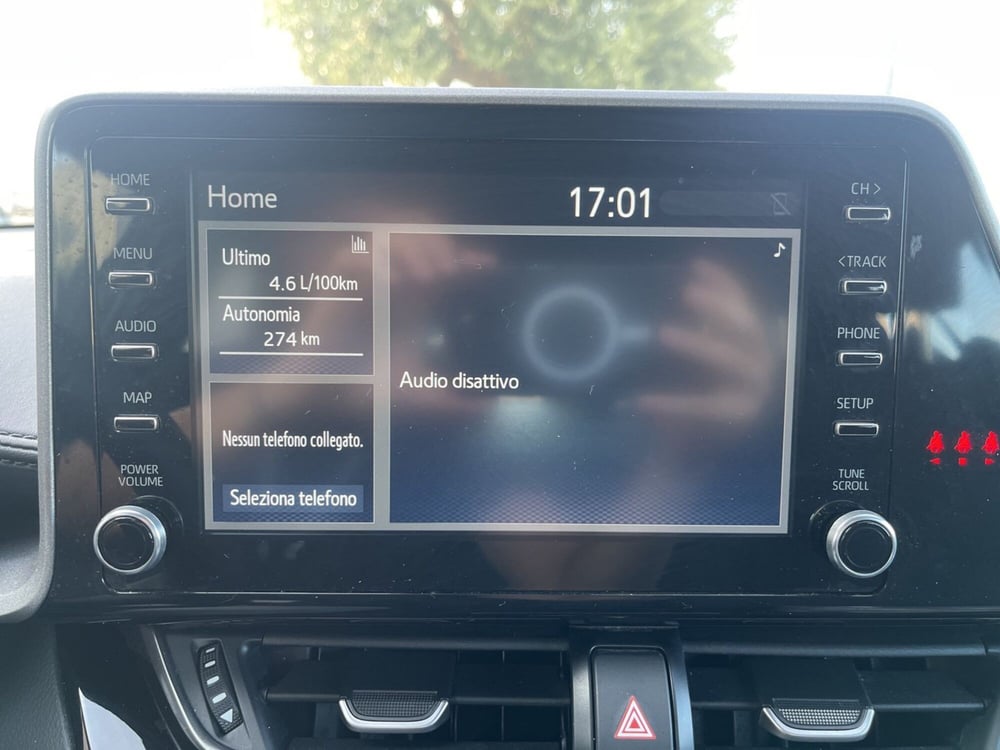 HOME
MENU
AUDIO
MAP
POWER
VOLUME
Home
17:01
Ultimo
4.6 L/100km
Autonomia
274 km
Nessun telefono collegato.
Seleziona telefono
Audio disattivo
CH >
< TRACK
PHONE
SETUP
TUNE
SCROLL